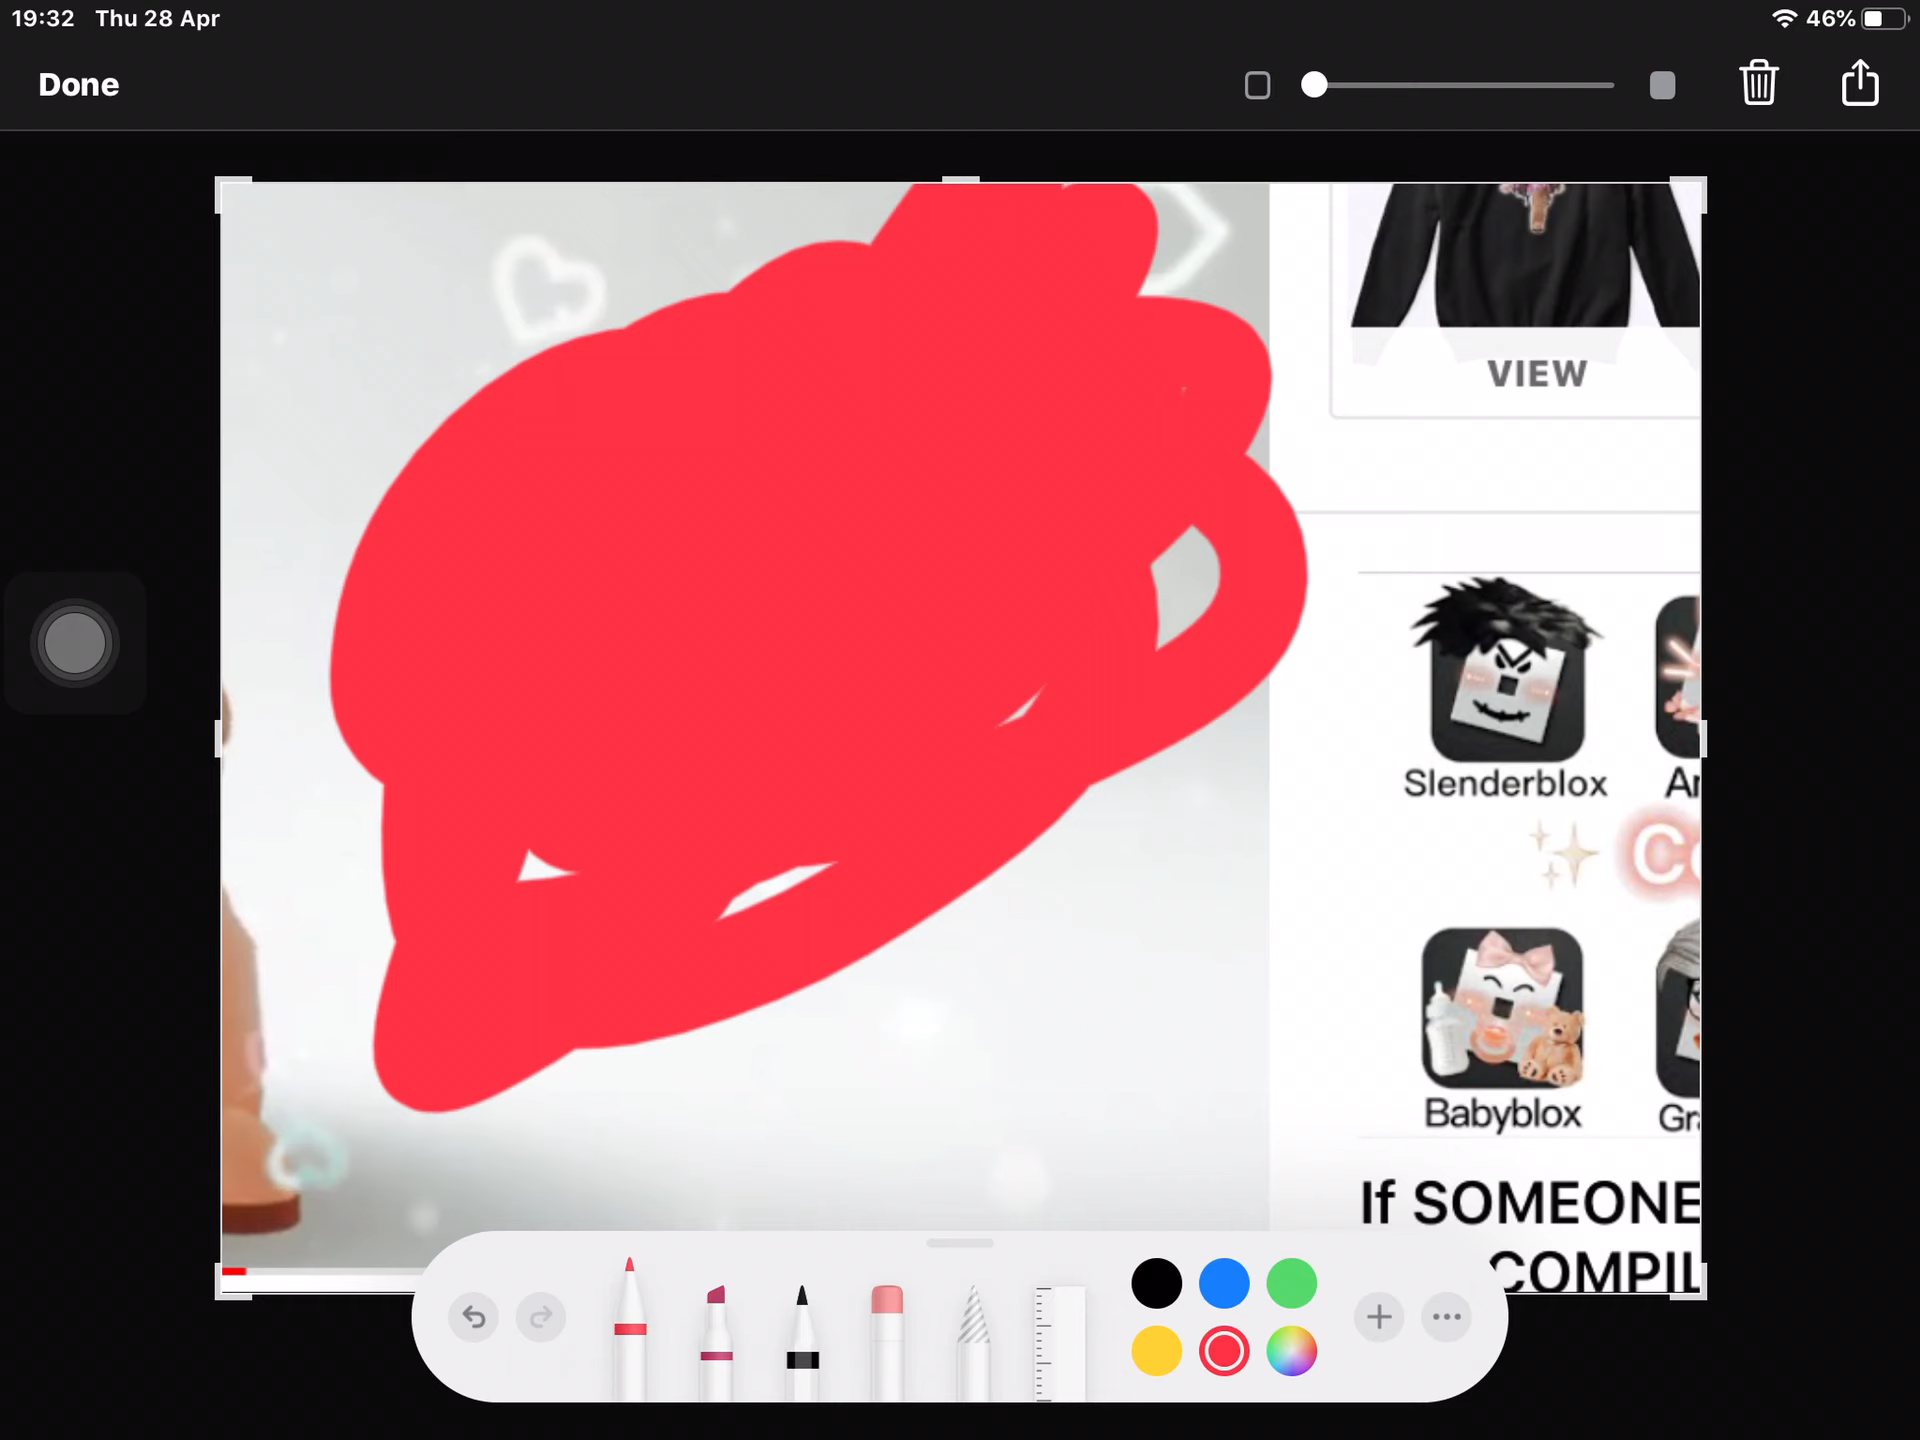 19:32 Thu 28 Apr 46%
Done
VIEW
Slenderblox
Babyblox
If SOMEONE